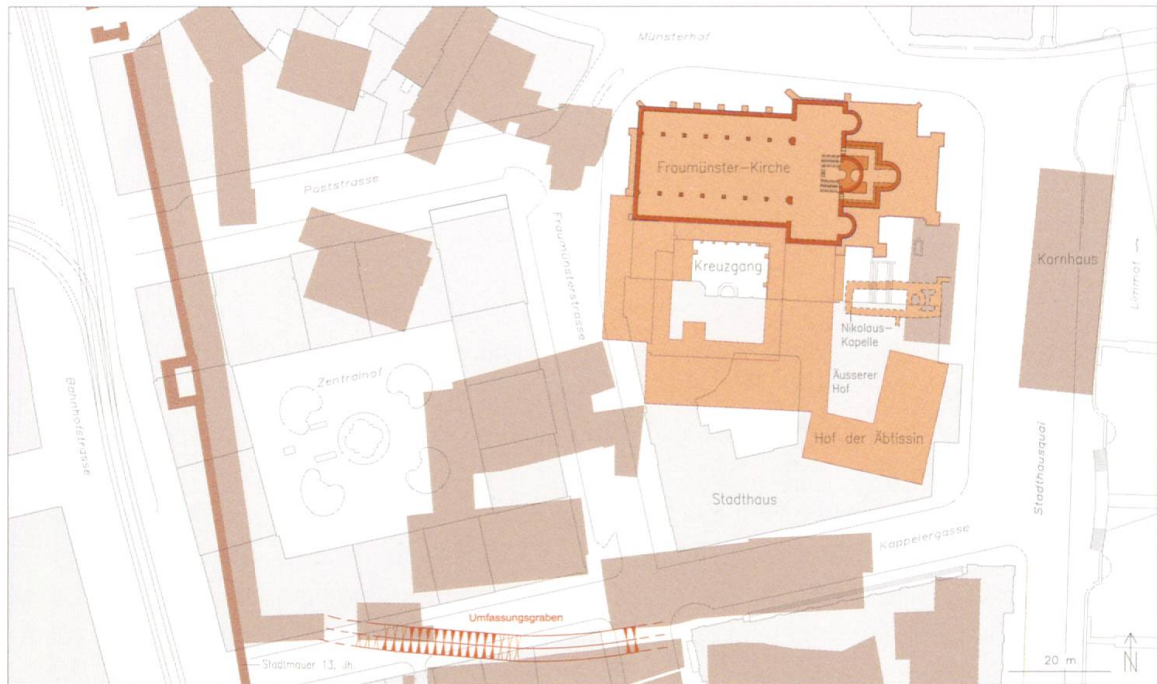 Münsterhof
Fraumünster-Kirche
Poststrasse
Kreuzgang
Kornhaus
Limmat
Fraumünsterstrasse
Nikolaus-
Kapelle
Zentralhof
Äusserer
Hof
Bahnhofstrasse
Hof der Äbtissin
Stadthaus
Stadthausquai
Kappelergasse
Umfassungsgraben
Stadtmauer 13. Jh.
20 m
N